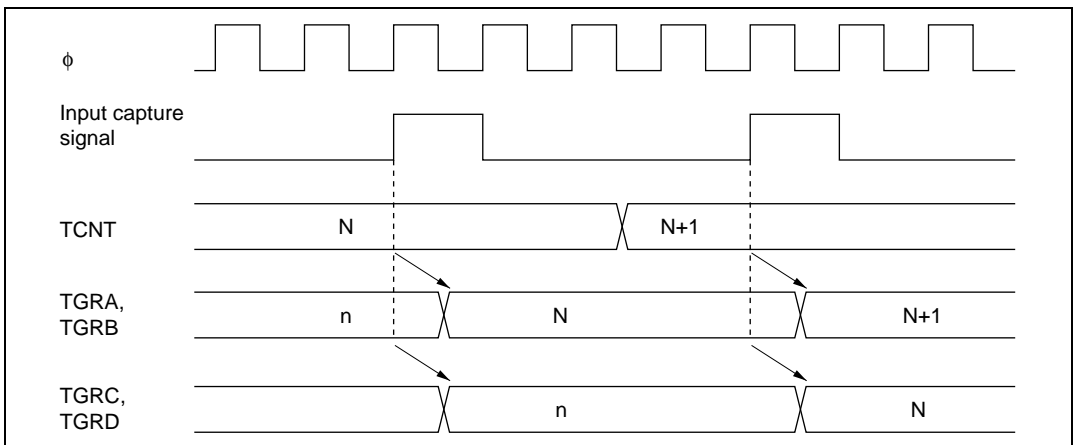 ϕ
Input capture
signal
TCNT
N
N+1
TGRA,
TGRB
n
N
N+1
TGRC,
TGRD
n
N